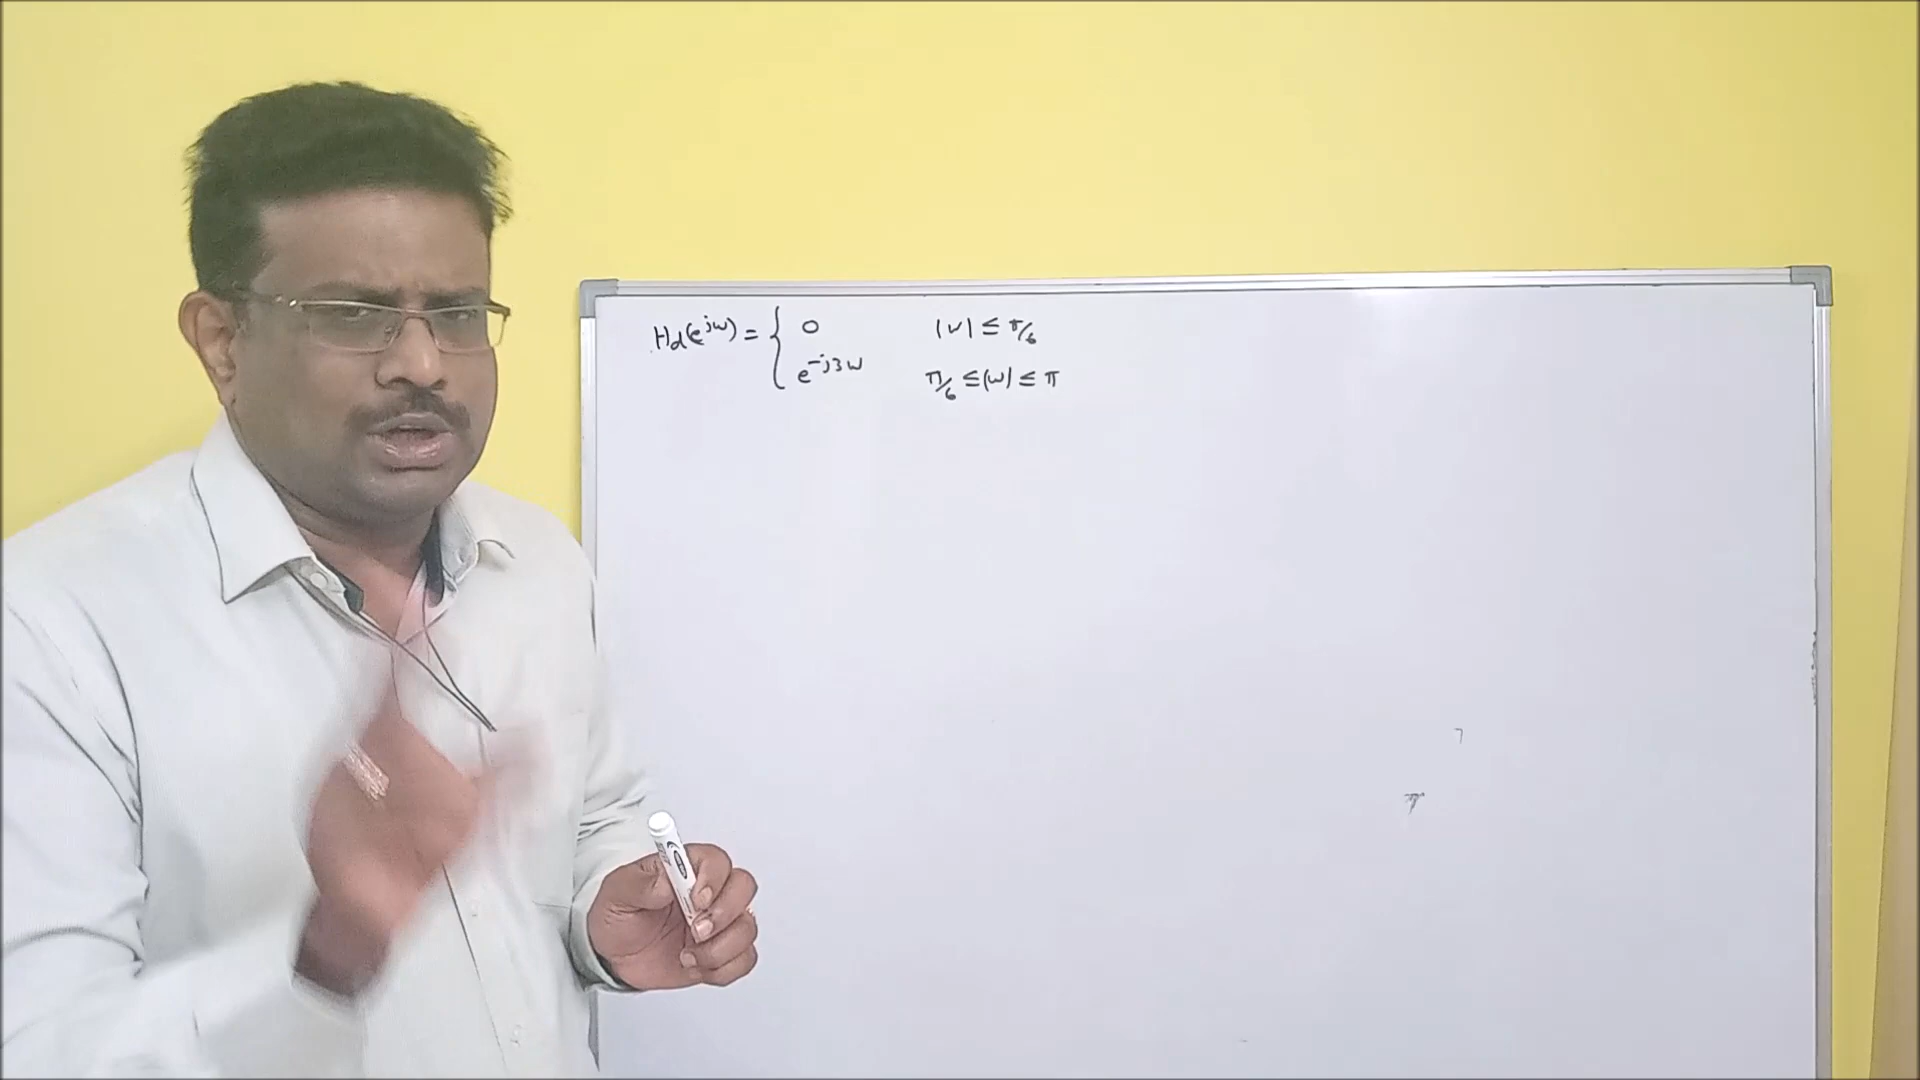 Hd(e^jω) = { 0 |ω| ≤ π/6
e^-j3ω π/6 ≤ |ω| ≤ π
π